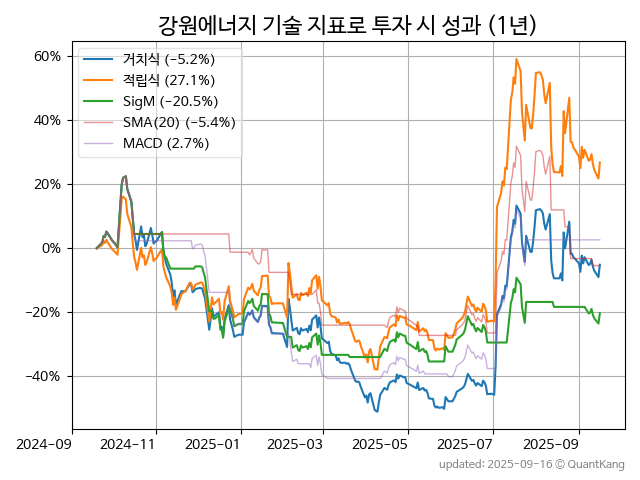 강원에너지 기술 지표로 투자 시 성과 (1년)
거치식 (−5.2%)
적립식 (27.1%)
SigM (−20.5%)
SMA(20) (−5.4%)
MACD (2.7%)
60%
40%
20%
0%
−20%
−40%
2024-09 2024-11 2025-01 2025-03 2025-05 2025-07 2025-09
updated: 2025-09-16 © QuantKang